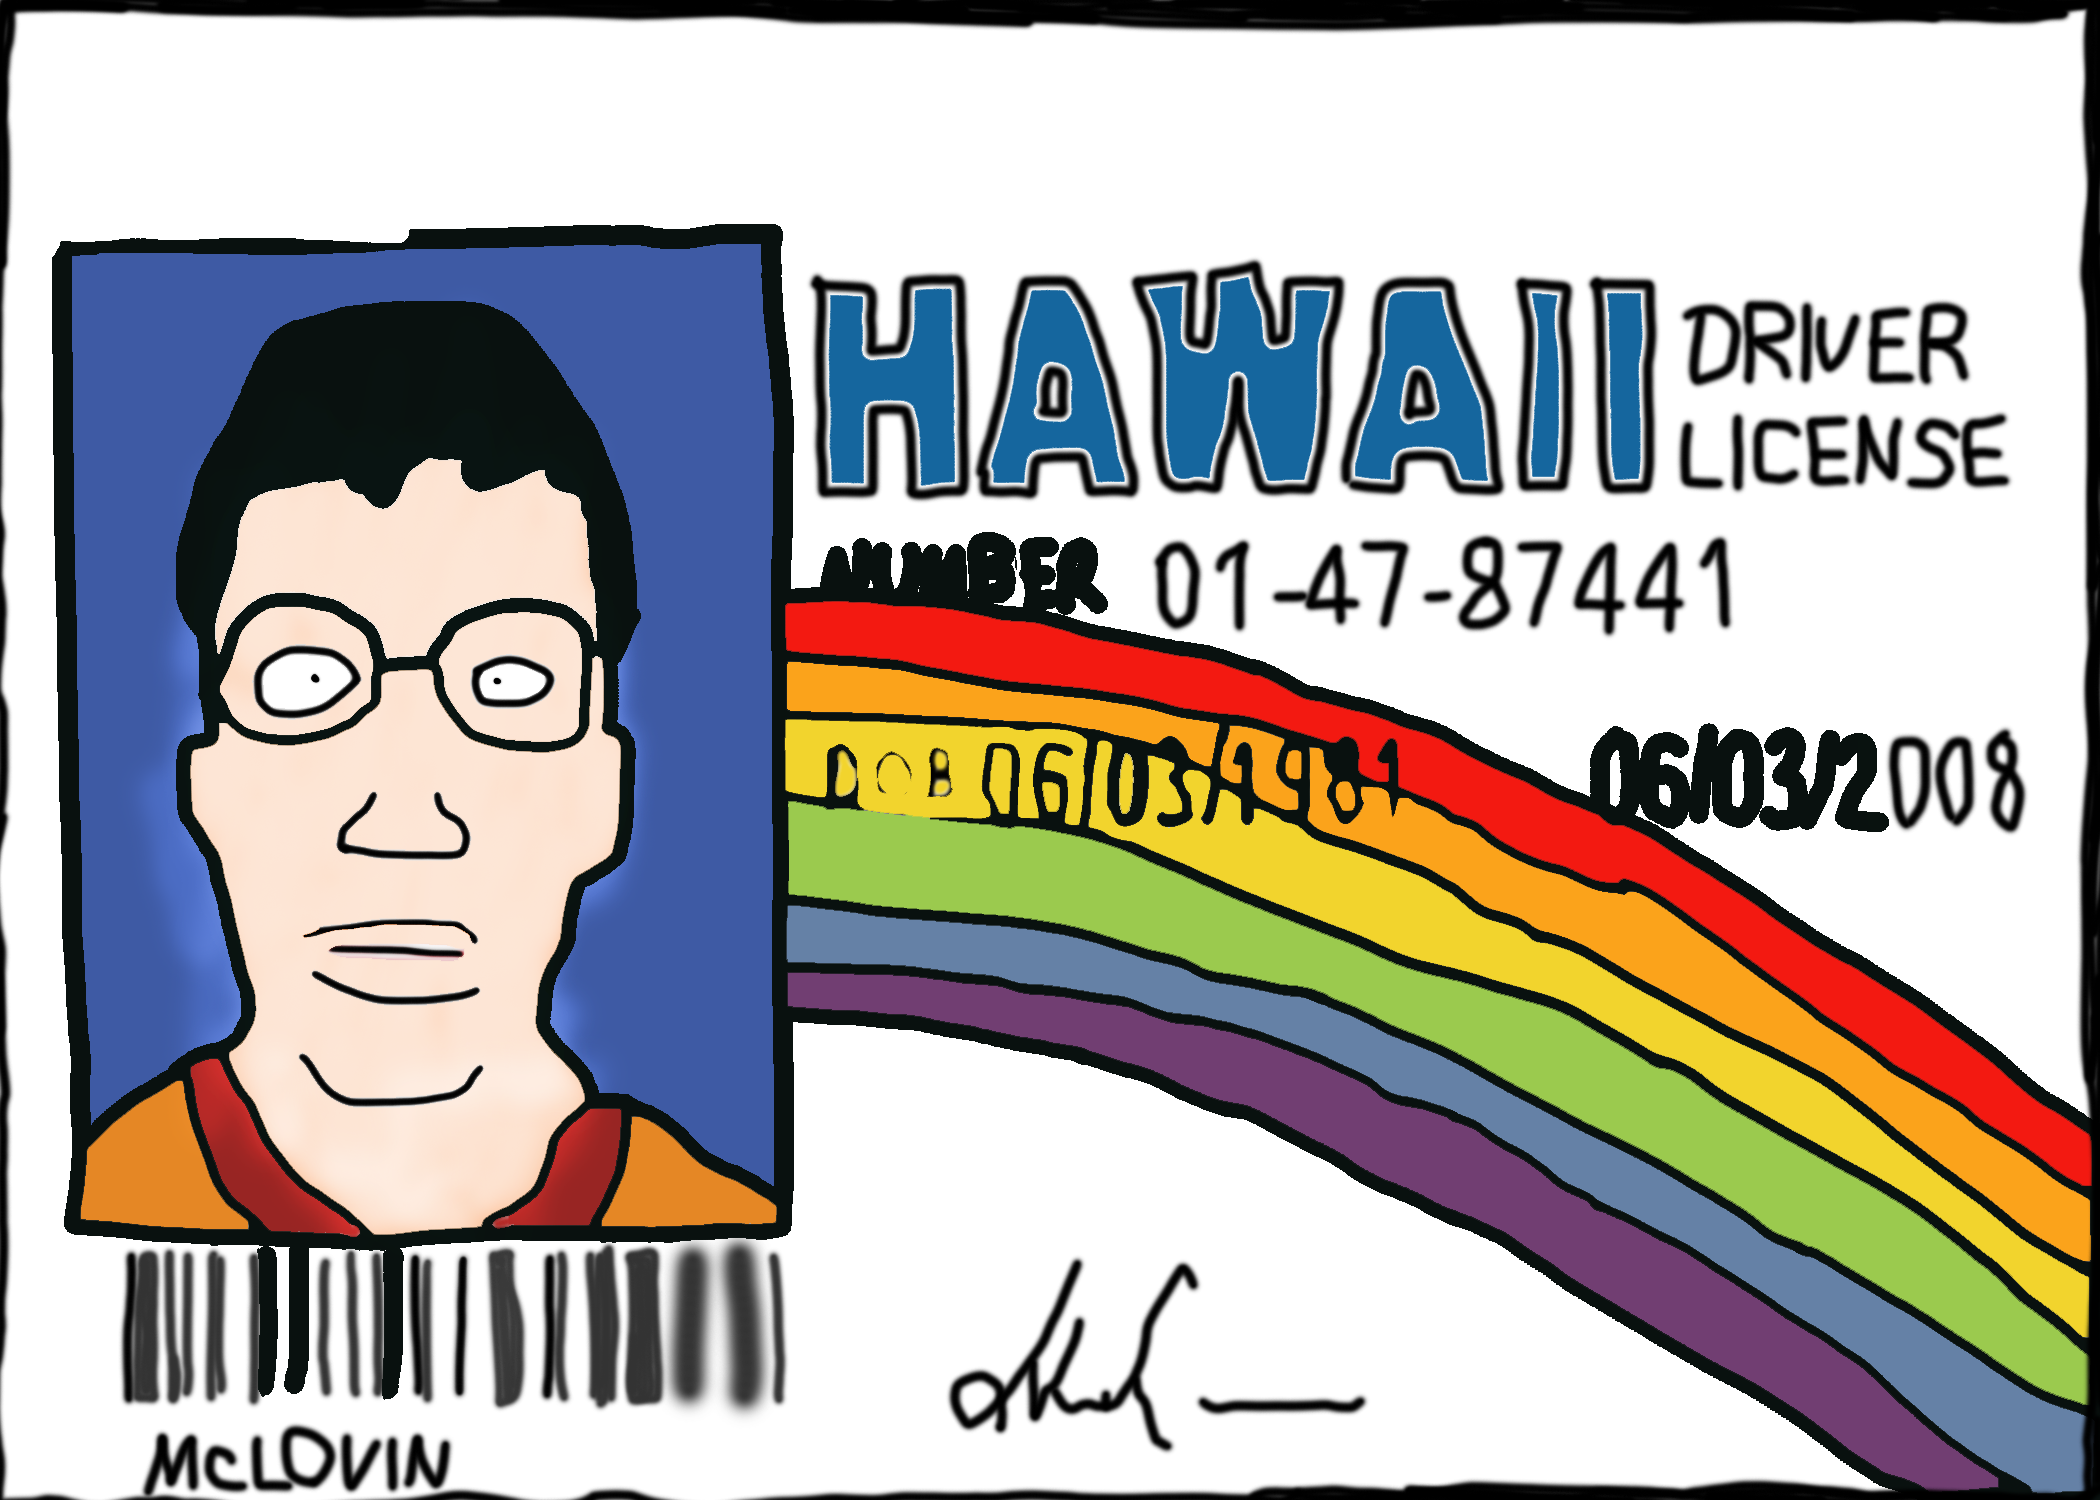 HAWAII DRIVER
LICENSE
NUMBER 01-47-87441
DOB 06/03/1981 06/03/2008
McLOVIN